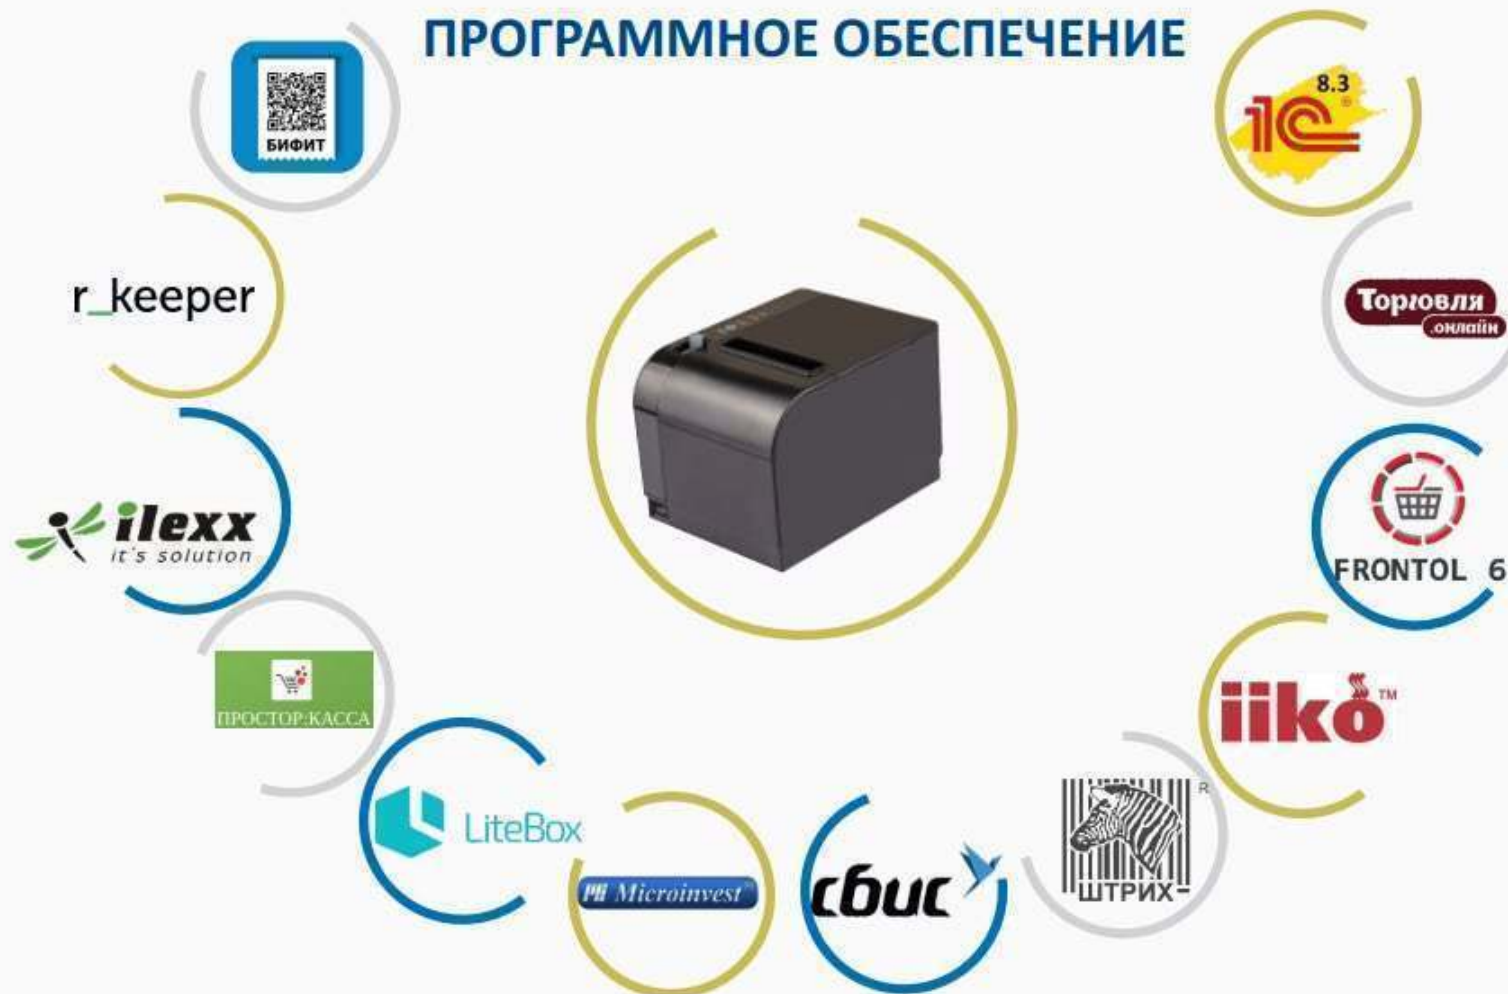 ПРОГРАММНОЕ ОБЕСПЕЧЕНИЕ
БИФИТ
8.3
1С®
r_keeper
Торговля
.онлайн
ilexx
it's solution
FRONTOL 6
ПРОСТОР:КАССА
iiko™
LiteBox
Microinvest
сбис
R
ШТРИХ-